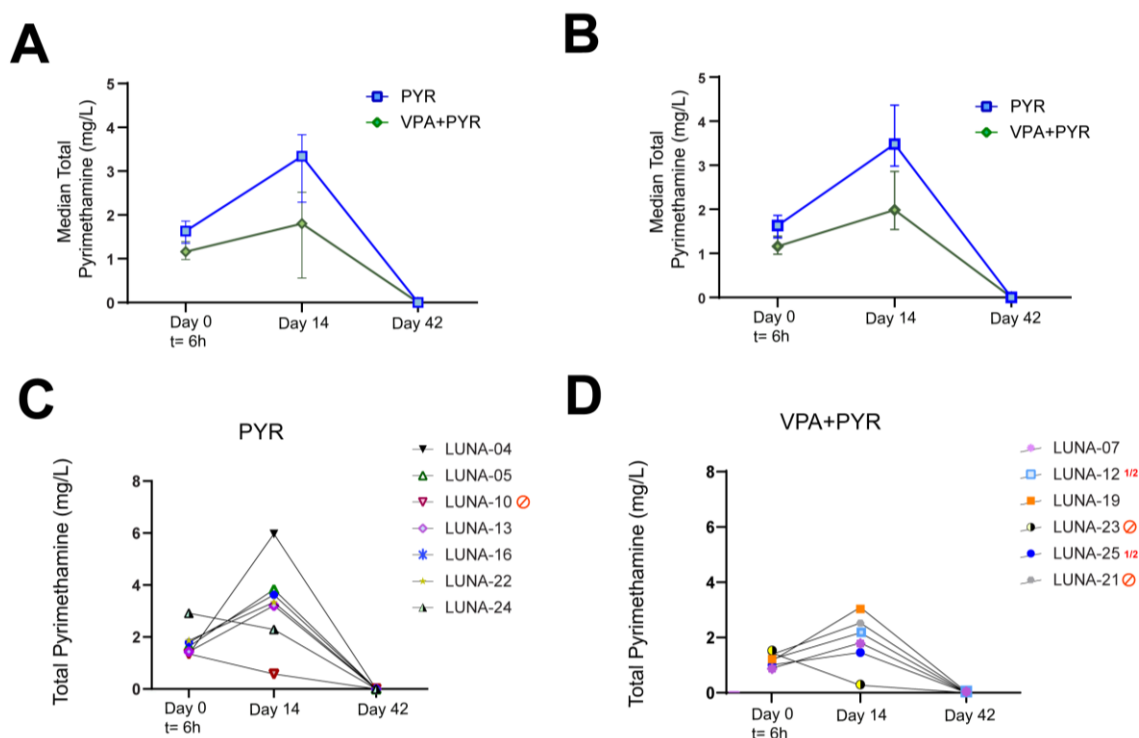 A
Median Total
Pyrimethamine (mg/L)
5
4
3
2
1
0
PYR
VPA+PYR
Day 0
t= 6h
Day 14
Day 42
B
Median Total
Pyrimethamine (mg/L)
5
4
3
2
1
0
PYR
VPA+PYR
Day 0
t= 6h
Day 14
Day 42
C
PYR
Total Pyrimethamine (mg/L)
8
6
4
2
0
LUNA-04
LUNA-05
LUNA-10
LUNA-13
LUNA-16
LUNA-22
LUNA-24
Day 0
t= 6h
Day 14
Day 42
D
VPA+PYR
Total Pyrimethamine (mg/L)
8
6
4
2
0
LUNA-07
LUNA-12 1/2
LUNA-19
LUNA-23
LUNA-25 1/2
LUNA-21
Day 0
t= 6h
Day 14
Day 42